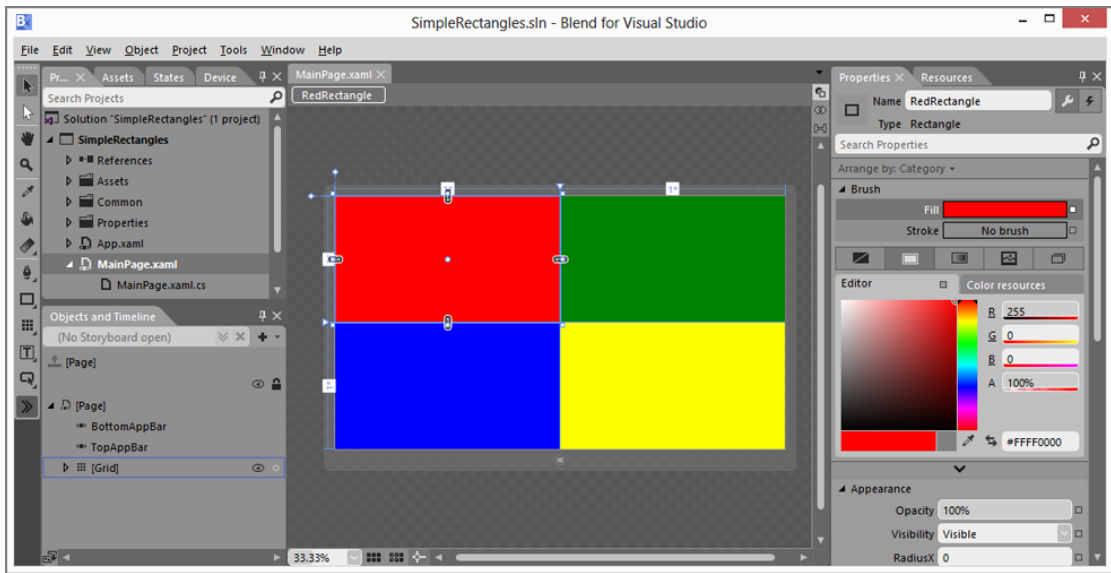 SimpleRectangles.sln - Blend for Visual Studio
File Edit View Object Project Tools Window Help
Pr... Assets States Device
Search Projects
Solution "SimpleRectangles" (1 project)
SimpleRectangles
References
Assets
Common
Properties
App.xaml
MainPage.xaml
MainPage.xaml.cs
Objects and Timeline
(No Storyboard open)
[Page]
[Page]
BottomAppBar
TopAppBar
[Grid]
MainPage.xaml
RedRectangle
1*
33.33%
Properties Resources
Name RedRectangle
Type Rectangle
Search Properties
Arrange by: Category
Brush
Fill
Stroke No brush
Editor Color resources
R 255
G 0
B 0
A 100%
#FFFF0000
Appearance
Opacity 100%
Visibility Visible
RadiusX 0